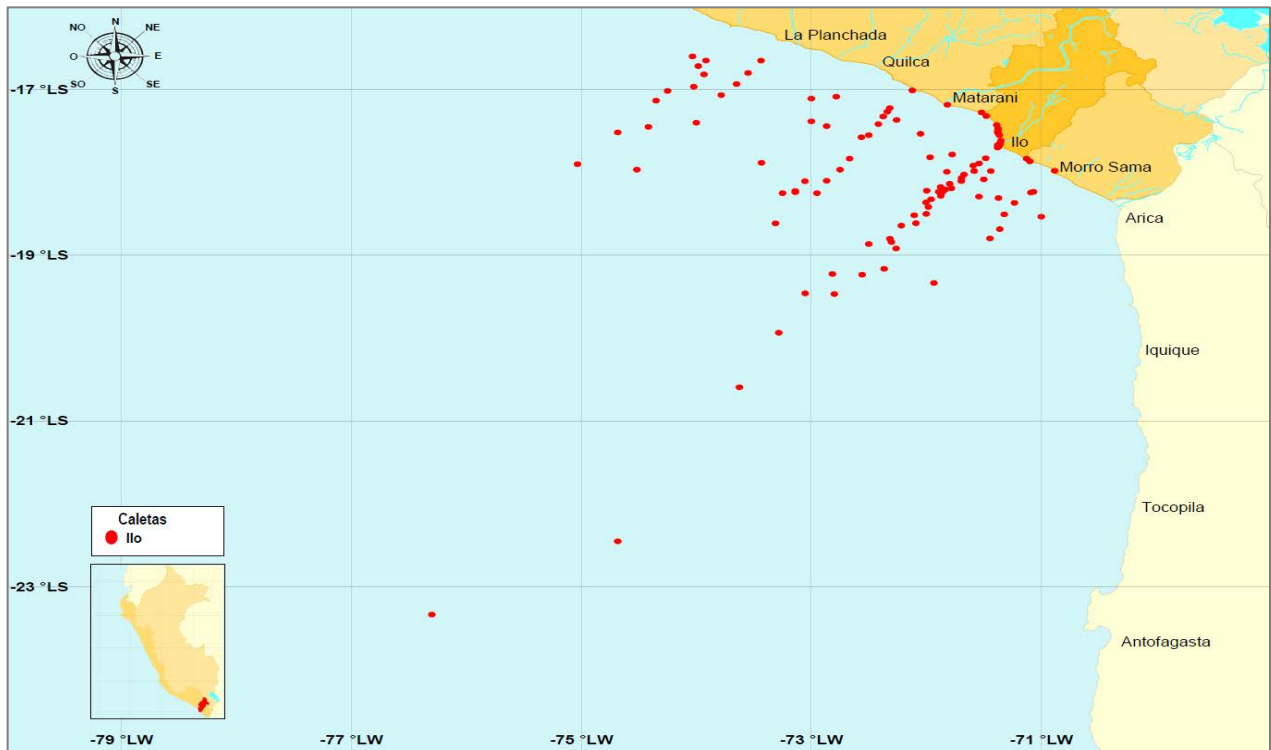 N
NO
NE
O
E
SO
SE
S
La Planchada
Quilca
-17 °LS
Matarani
Ilo
Morro Sama
Arica
-19 °LS
Iquique
-21 °LS
Tocopila
Caletas
Ilo
-23 °LS
Antofagasta
-79 °LW
-77 °LW
-75 °LW
-73 °LW
-71 °LW